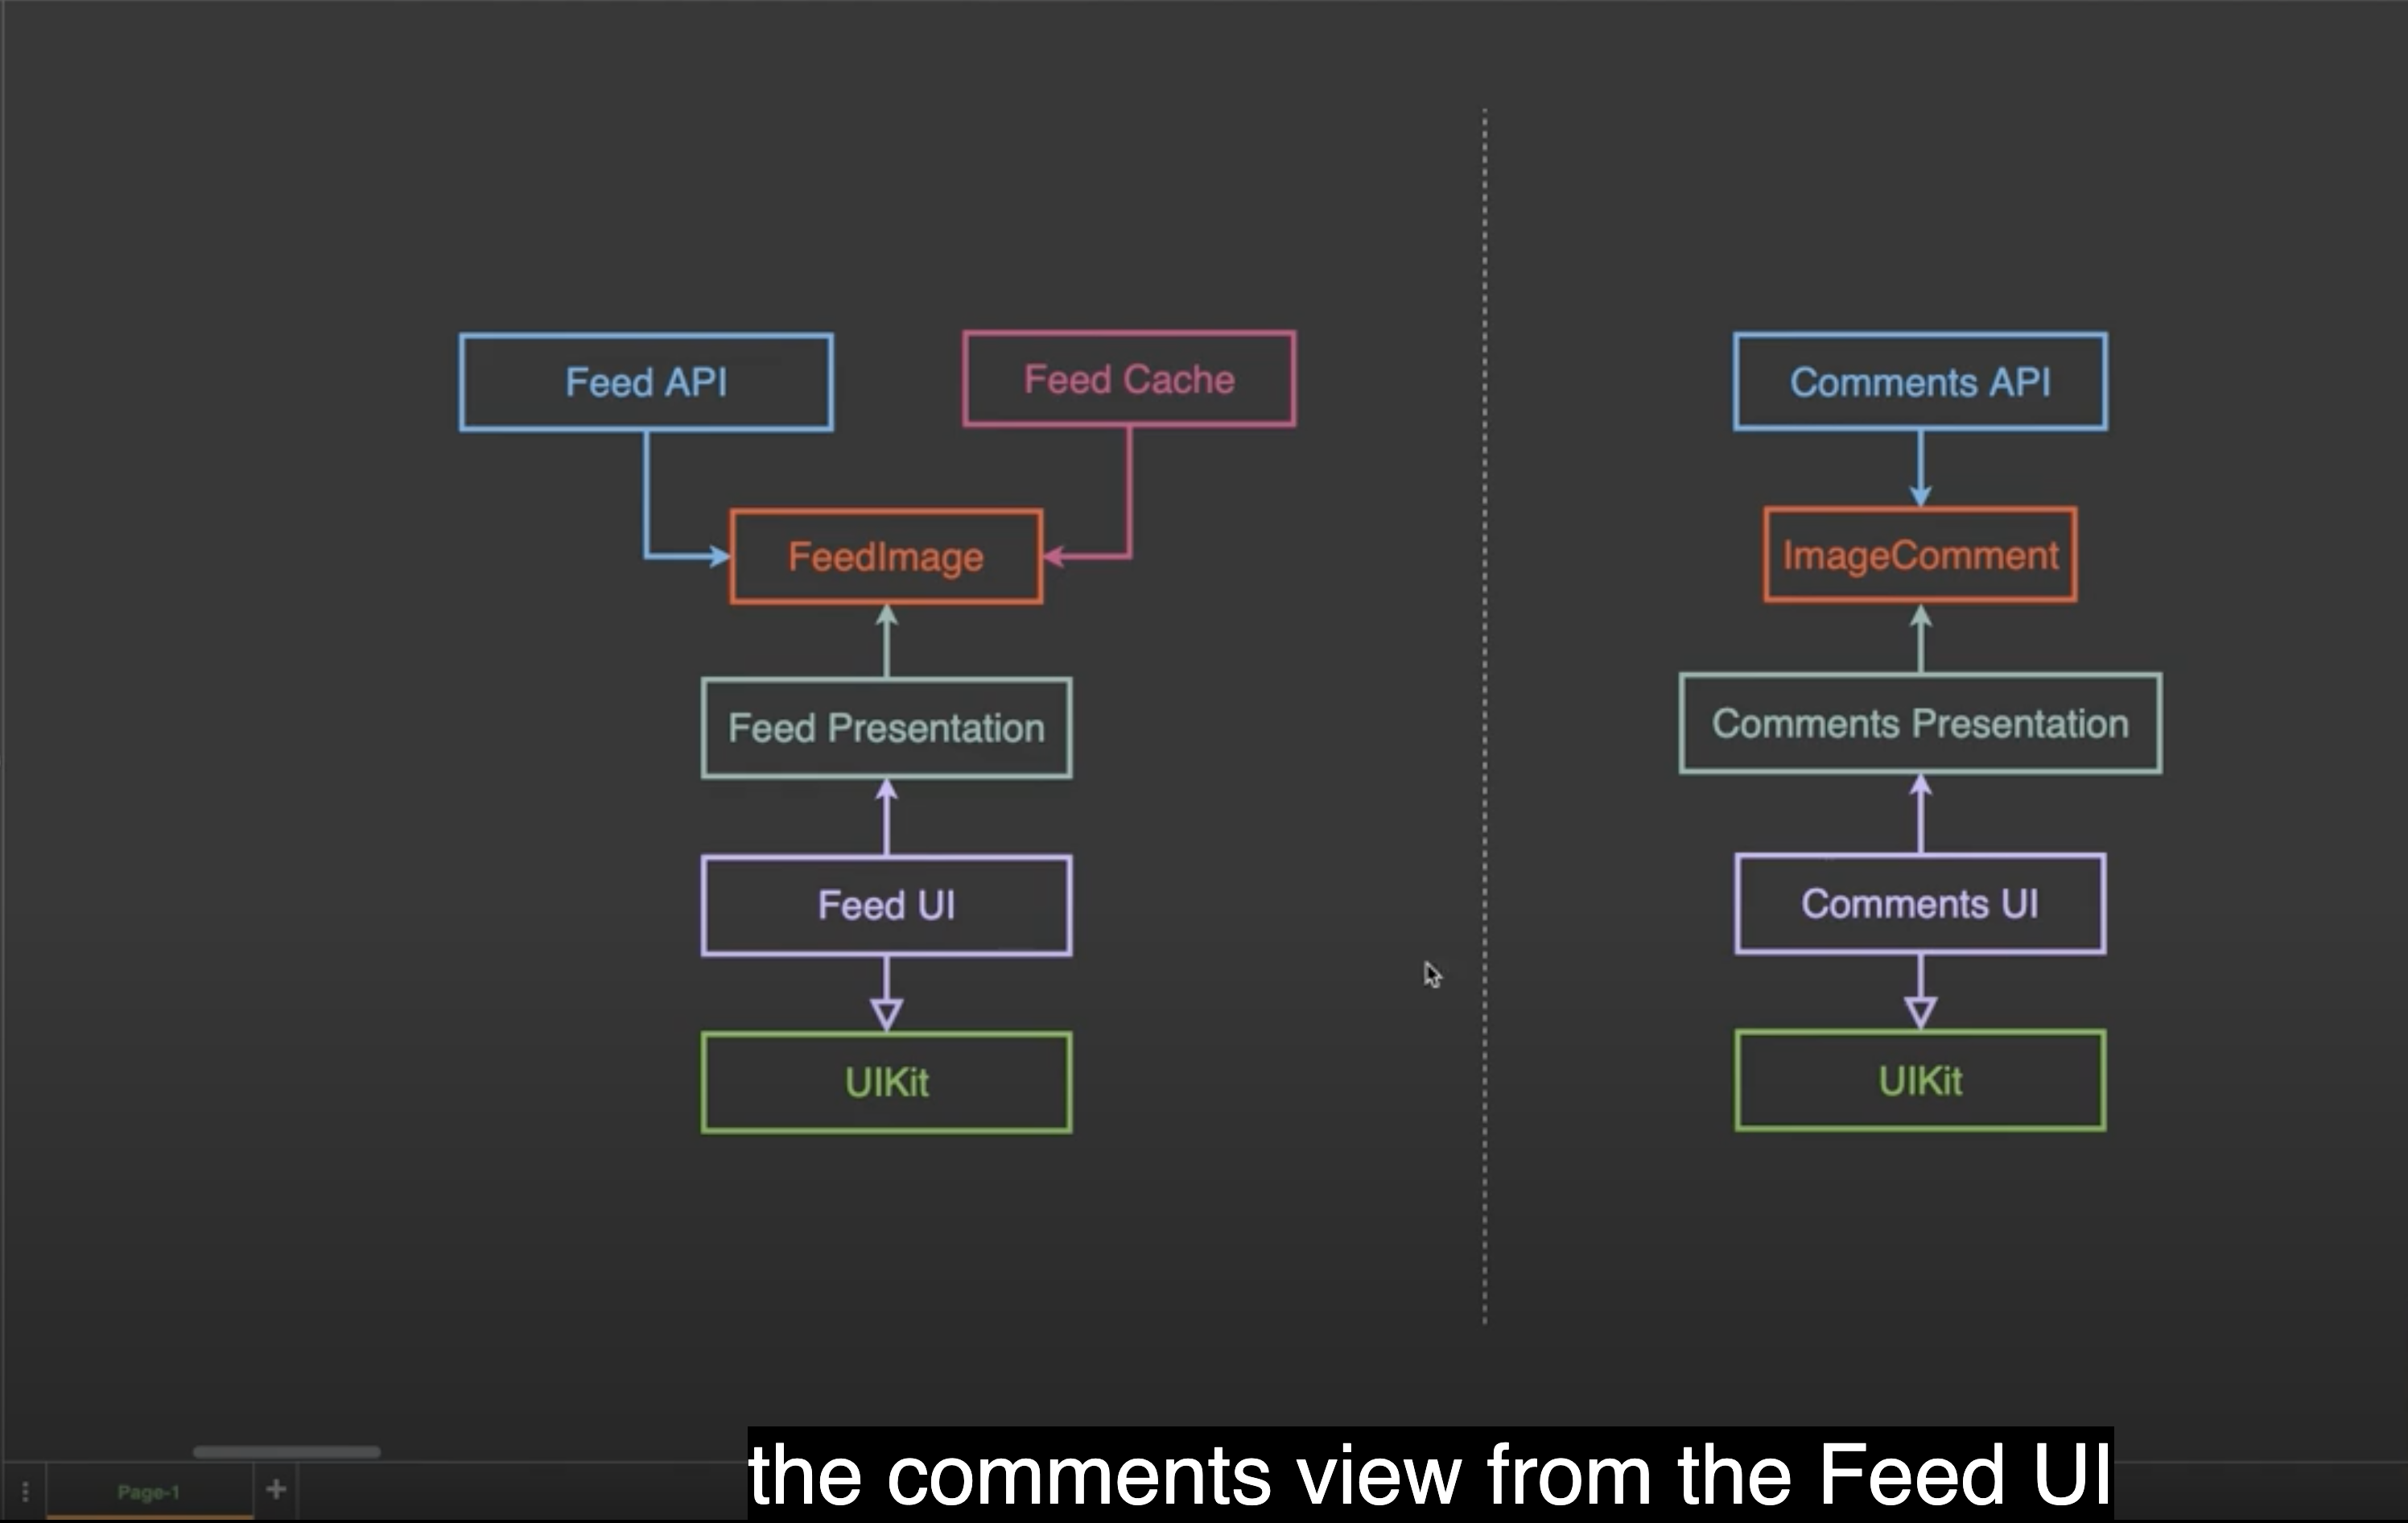 Feed API
Feed Cache
FeedImage
Feed Presentation
Feed UI
UIKit
Comments API
ImageComment
Comments Presentation
Comments UI
UIKit
Page-1
the comments view from the Feed UI